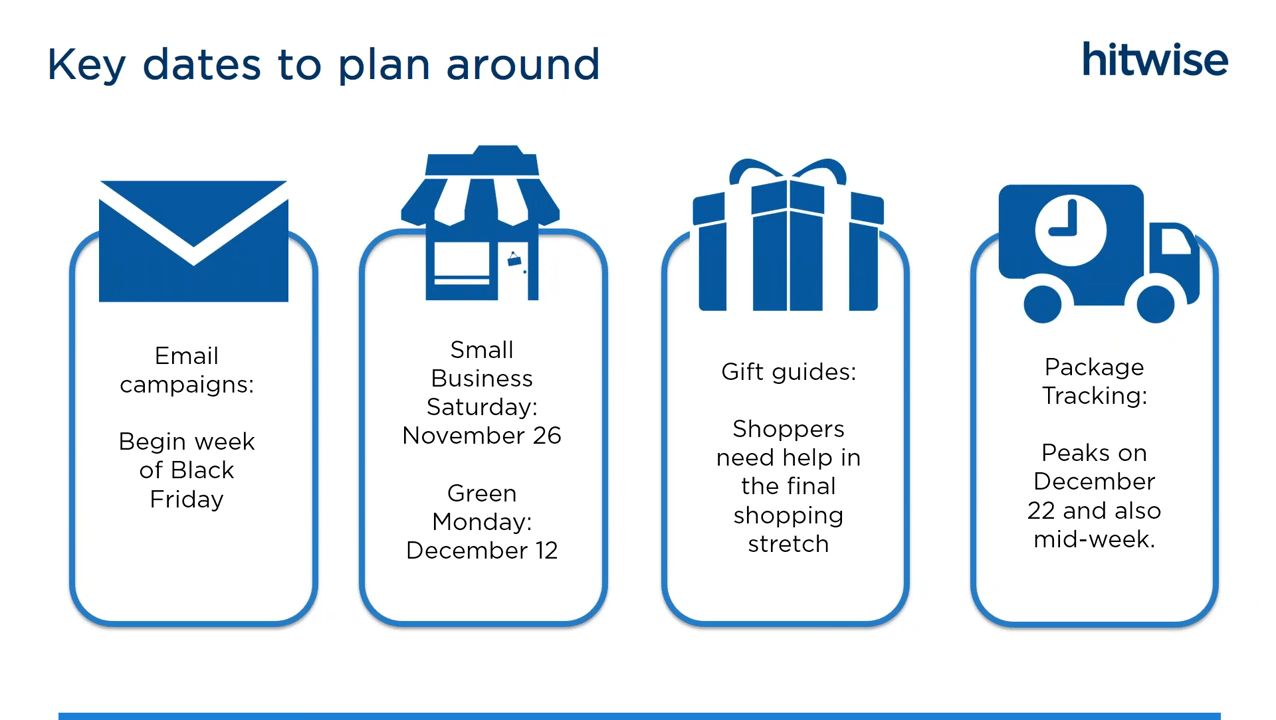 Key dates to plan around
hitwise
Email
campaigns:
Begin week
of Black
Friday
Small
Business
Saturday:
November 26
Green
Monday:
December 12
Gift guides:
Shoppers
need help in
the final
shopping
stretch
Package
Tracking:
Peaks on
December
22 and also
mid-week.